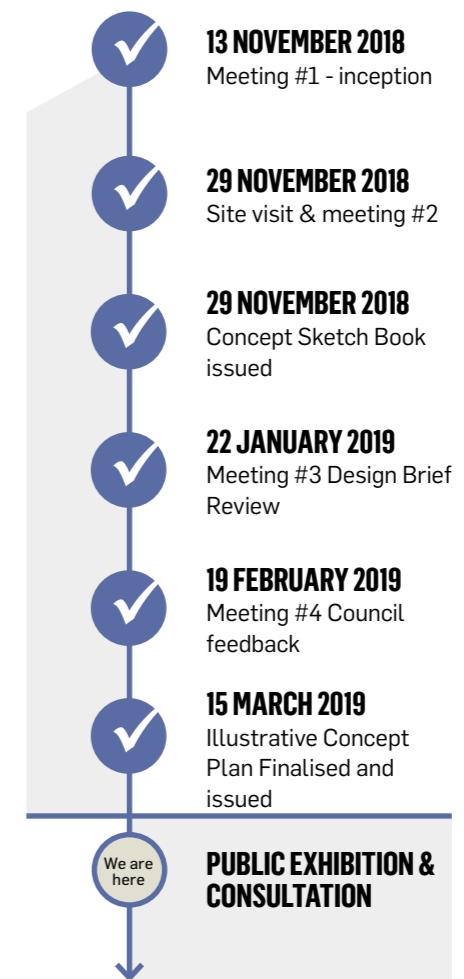 13 NOVEMBER 2018
Meeting #1 - inception
29 NOVEMBER 2018
Site visit & meeting #2
29 NOVEMBER 2018
Concept Sketch Book
issued
22 JANUARY 2019
Meeting #3 Design Brief
Review
19 FEBRUARY 2019
Meeting #4 Council
feedback
15 MARCH 2019
Illustrative Concept
Plan Finalised and
issued
We are
here
PUBLIC EXHIBITION &
CONSULTATION